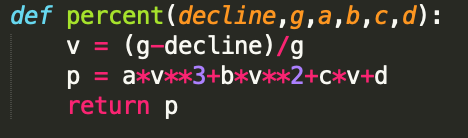 def percent(decline,g,a,b,c,d):
    v = (g-decline)/g
    p = a*v**3+b*v**2+c*v+d
    return p